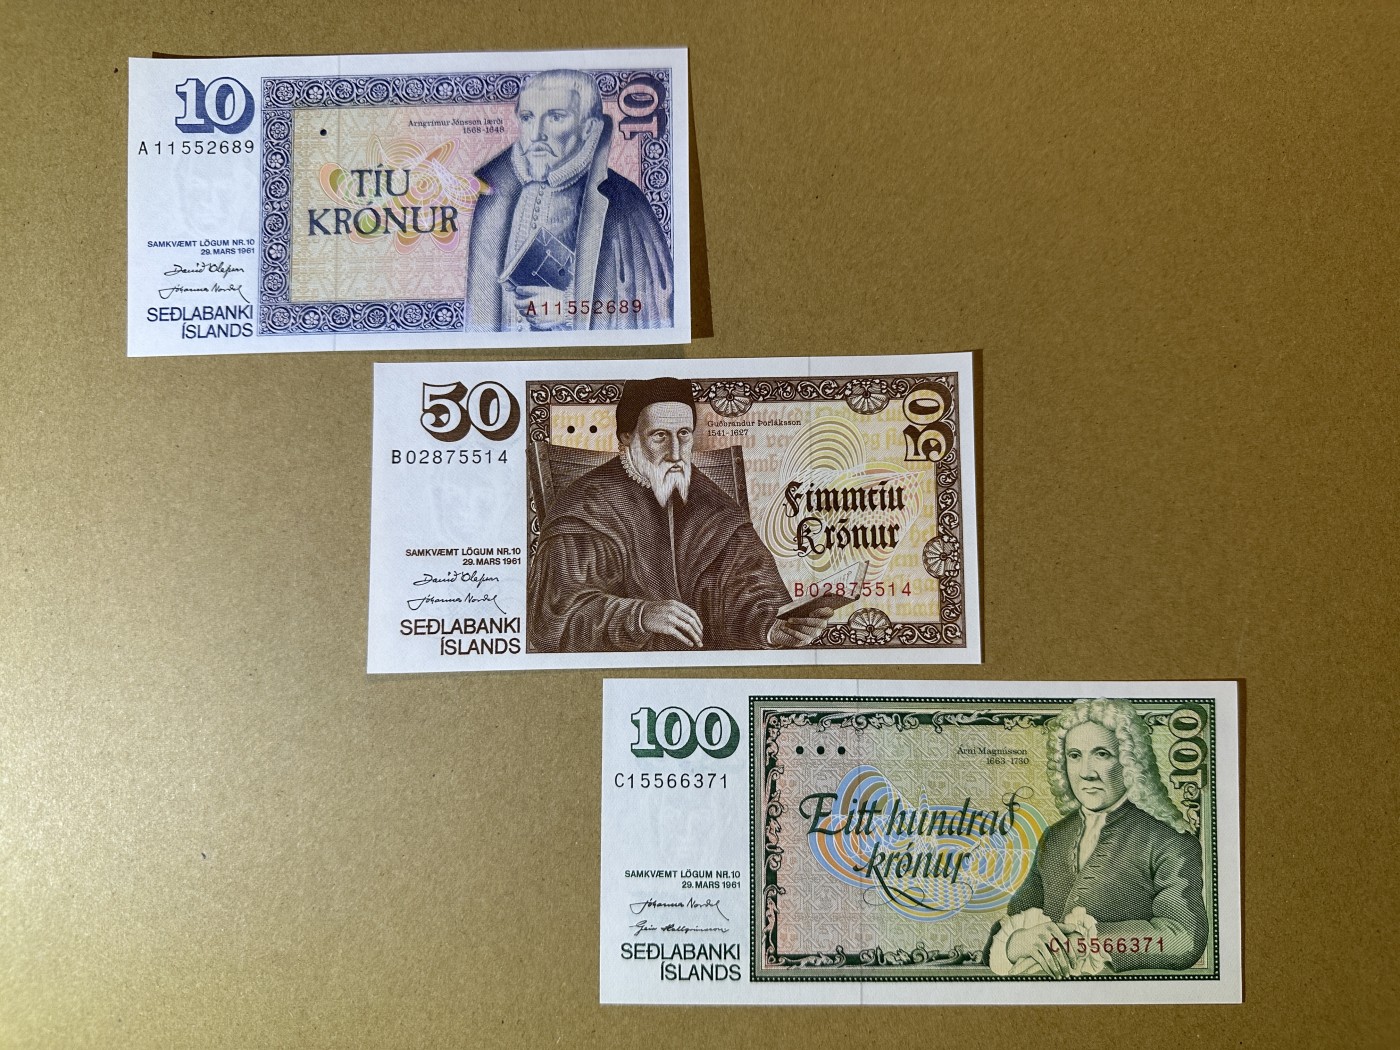 10
A11552689
SAMKVÆMT LÖGUM NR.10
29. MARS 1961
SEÐLABANKI
ÍSLANDS
Arngrímur Jónsson lærði
1568-1648
10
TÍU
KRÓNUR
A11552689
50
B02875514
SAMKVÆMT LÖGUM NR.10
29. MARS 1961
SEÐLABANKI
ÍSLANDS
Guðbrandur Þorláksson
1541-1627
50
Fimmtíu
Krónur
B02875514
100
C15566371
SAMKVÆMT LÖGUM NR.10
29. MARS 1961
Jóhannes Nordal
SEÐLABANKI
ÍSLANDS
Árni Magnússon
1663-1730
100
Eitt hundrað
krónur
C15566371